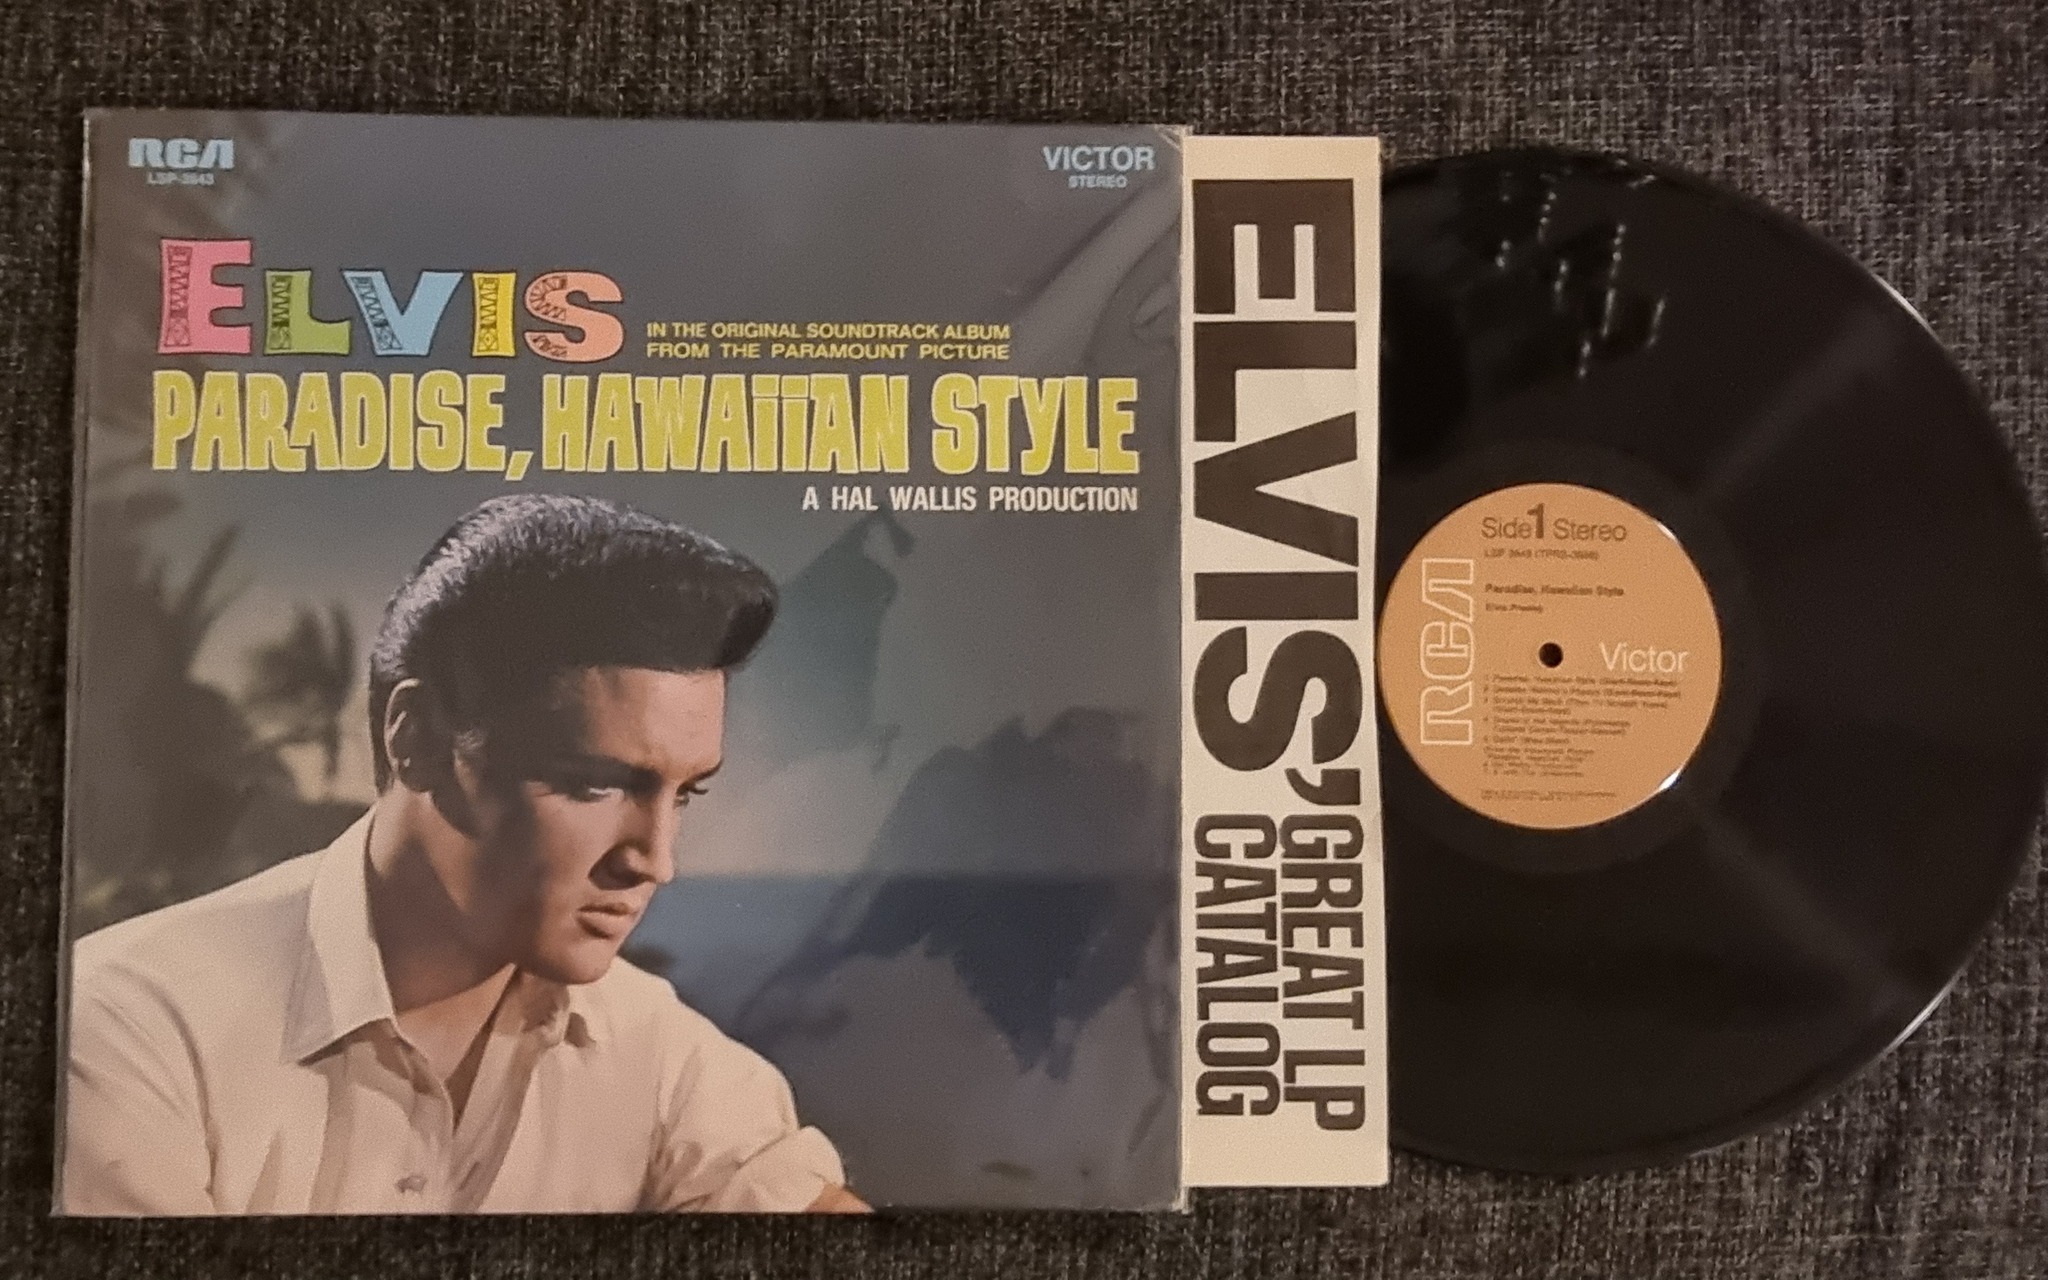 RCA
LSP-3643
VICTOR
STEREO
ELVIS
IN THE ORIGINAL SOUNDTRACK ALBUM
FROM THE PARAMOUNT PICTURE
PARADISE, HAWAiiAN STYLE
A HAL WALLIS PRODUCTION
ELVIS'
GREAT LP
CATALOG
Side 1 Stereo
Paradise, Hawaiian Style
Elvis Presley
RCA
Victor